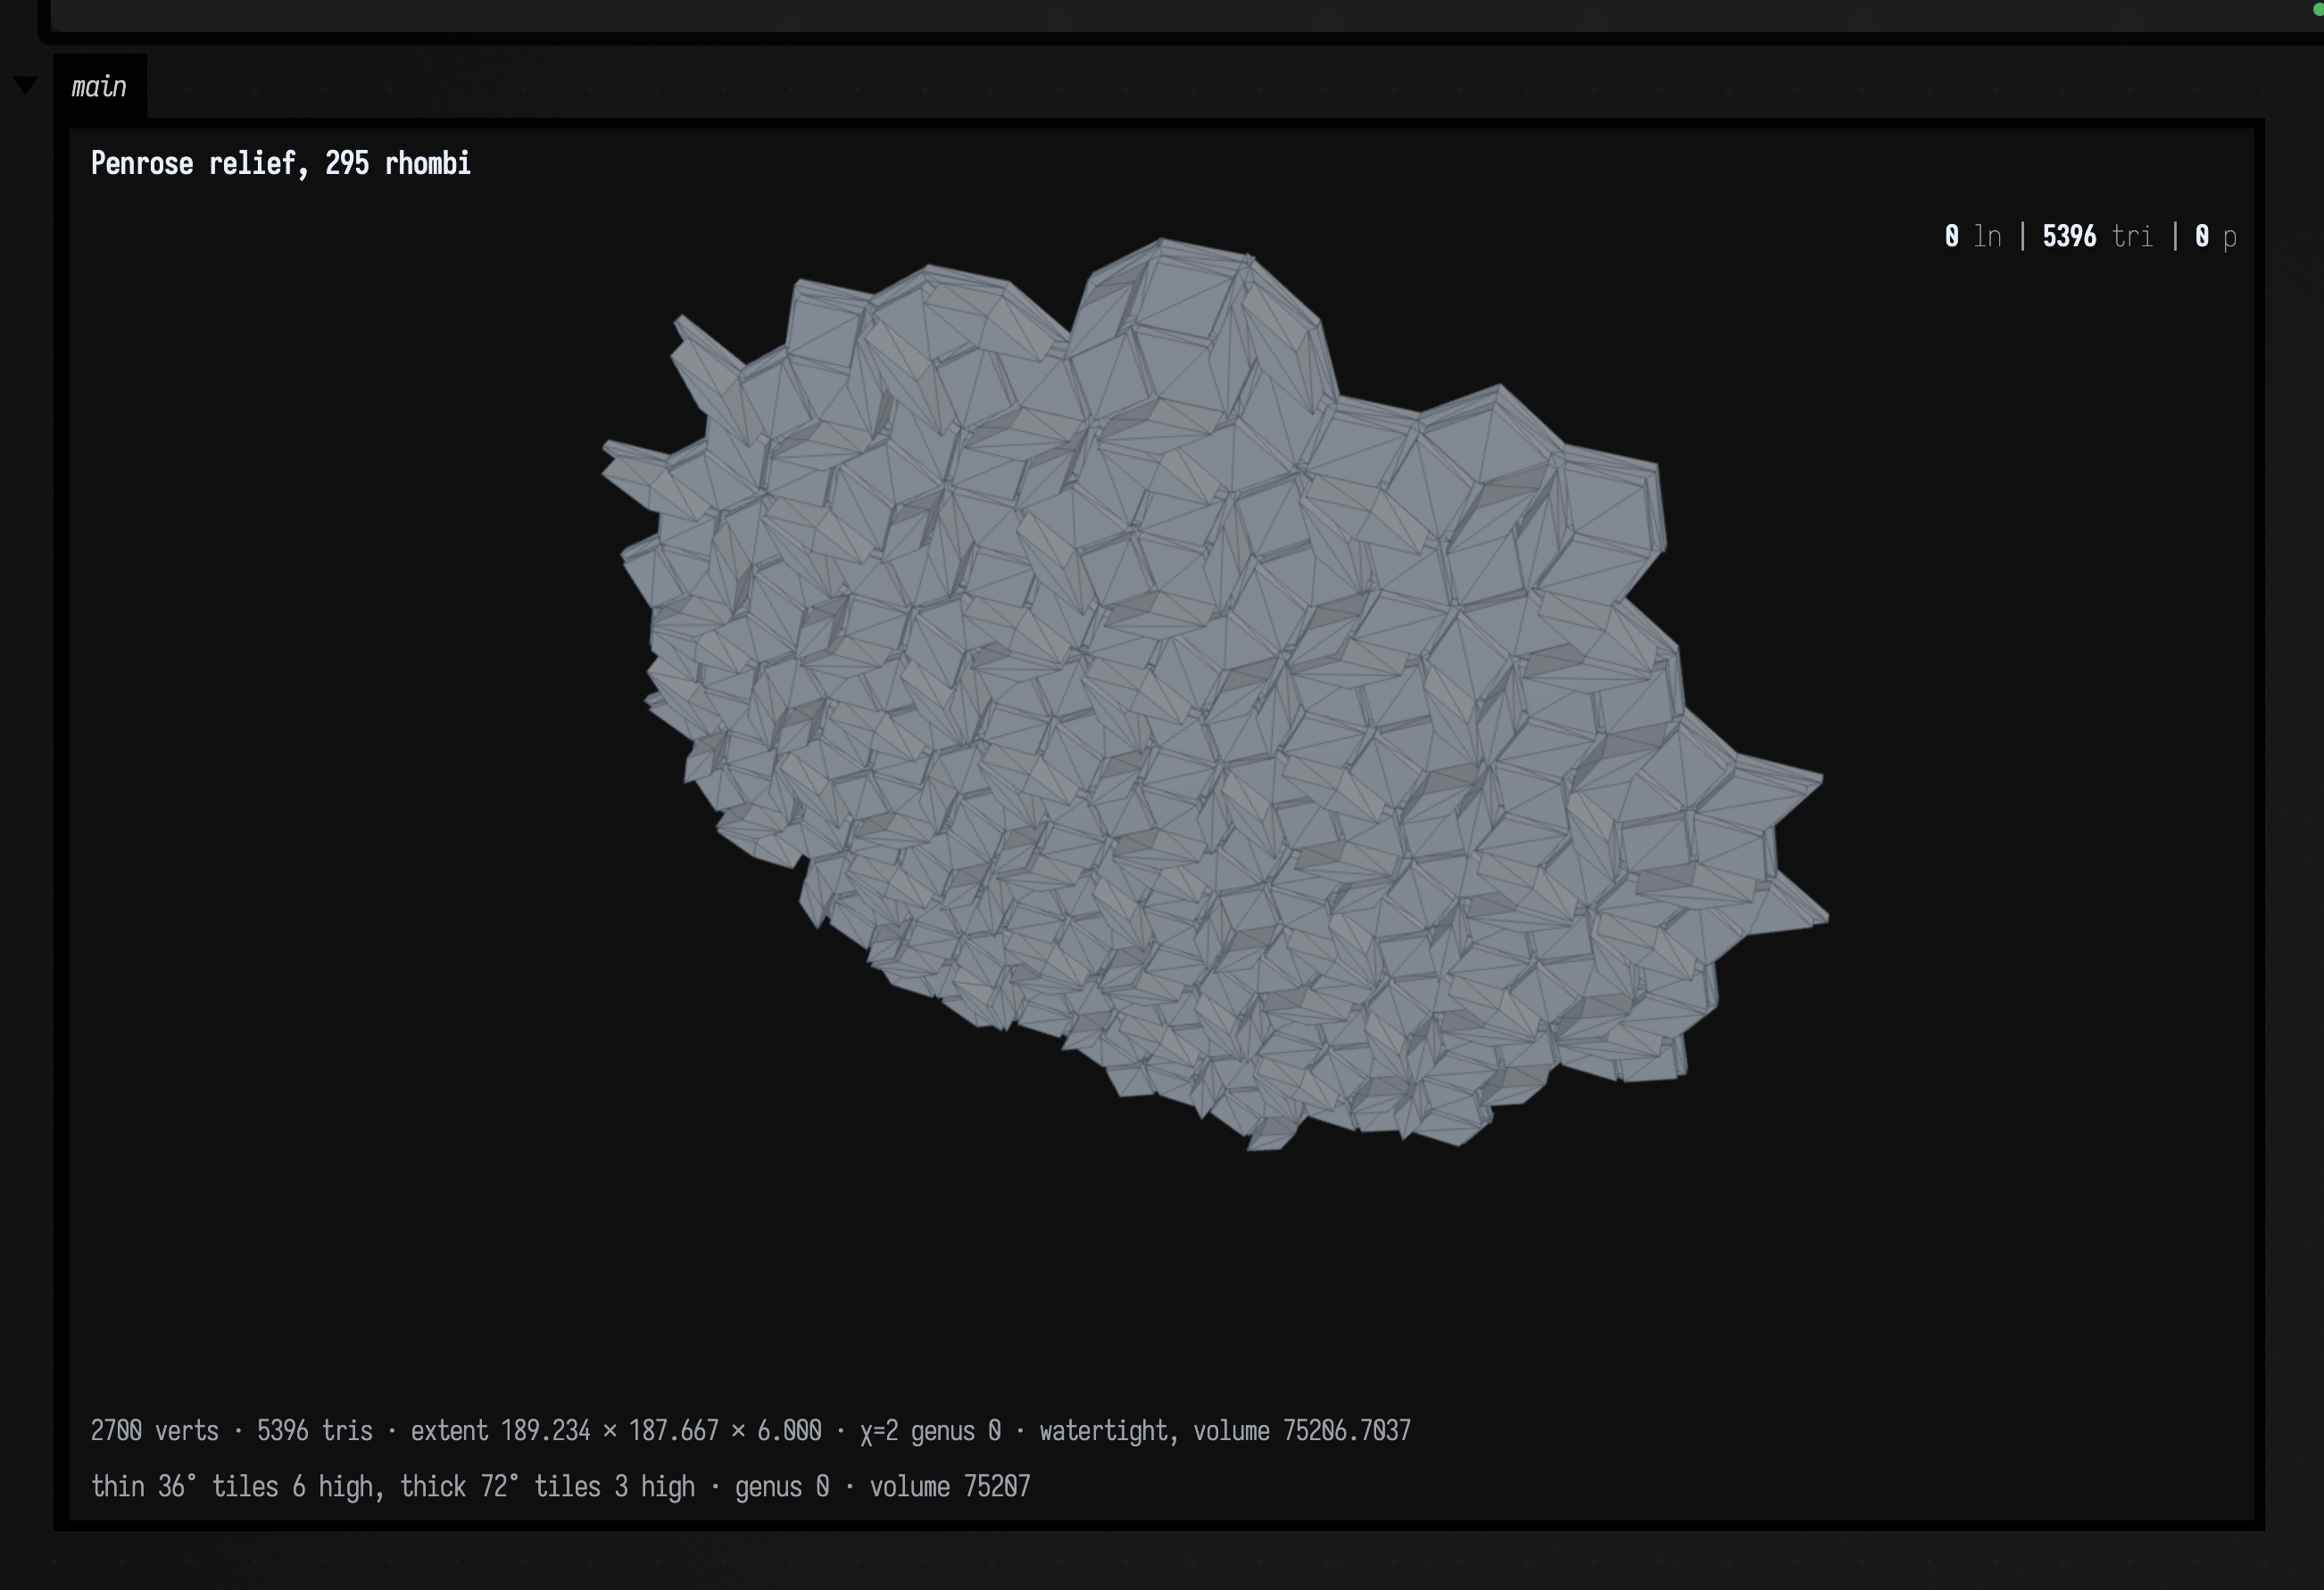 main
Penrose relief, 295 rhombi
0 ln | 5396 tri | 0 p
2700 verts · 5396 tris · extent 189.234 × 187.667 × 6.000 · χ=2 genus 0 · watertight, volume 75206.7037
thin 36° tiles 6 high, thick 72° tiles 3 high · genus 0 · volume 75207